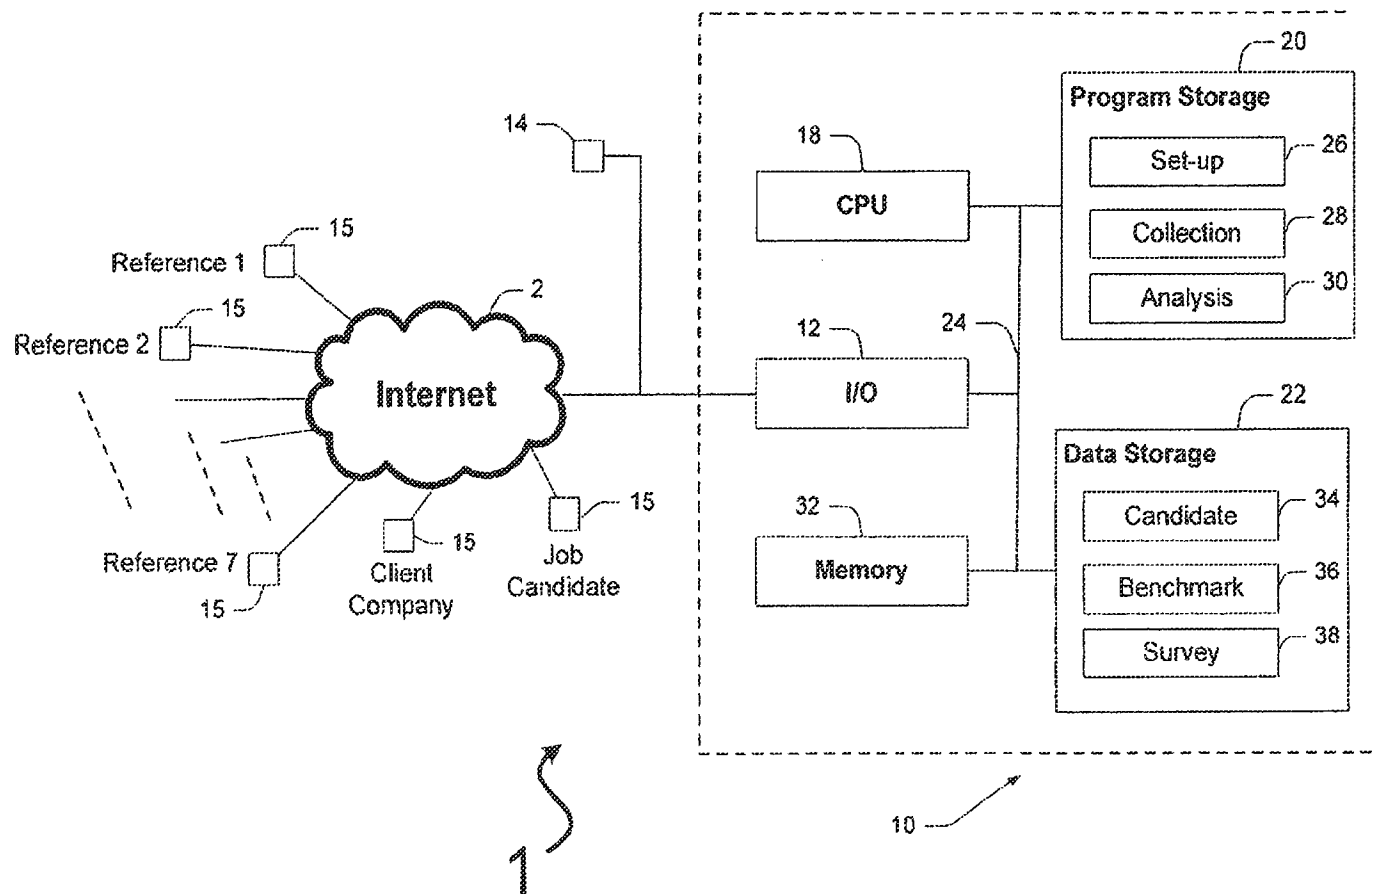 20
Program Storage
14
18
Set-up
26
CPU
15
Collection
28
Reference 1
2
Analysis
30
15
12
24
Reference 2
Internet
I/O
22
Data Storage
32
Candidate
34
15
15
Reference 7
Job
Candidate
Memory
Benchmark
36
Client
Company
15
Survey
38
10
1